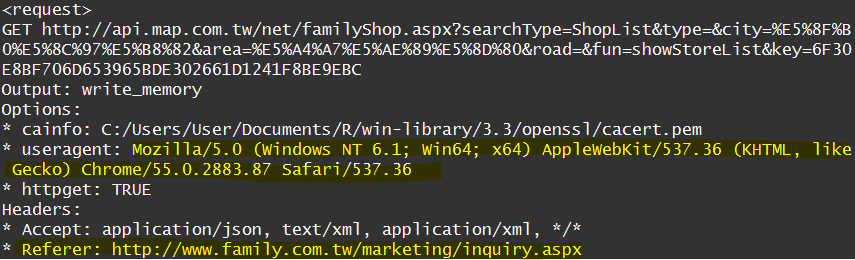 <request>
GET http://api.map.com.tw/net/familyShop.aspx?searchType=ShopList&type=&city=%E5%8F%B
0%E5%8C%97%E5%B8%82&area=%E5%A4%A7%E5%AE%89%E5%8D%80&road=&fun=showStoreList&key=6F30
E8BF706D653965BDE302661D1241F8BE9EBC
Output: write_memory
Options:
* cainfo: C:/Users/User/Documents/R/win-library/3.3/openssl/cacert.pem
* useragent: Mozilla/5.0 (Windows NT 6.1; Win64; x64) AppleWebKit/537.36 (KHTML, like
Gecko) Chrome/55.0.2883.87 Safari/537.36
* httpget: TRUE
Headers:
* Accept: application/json, text/xml, application/xml, */*
* Referer: http://www.family.com.tw/marketing/inquiry.aspx